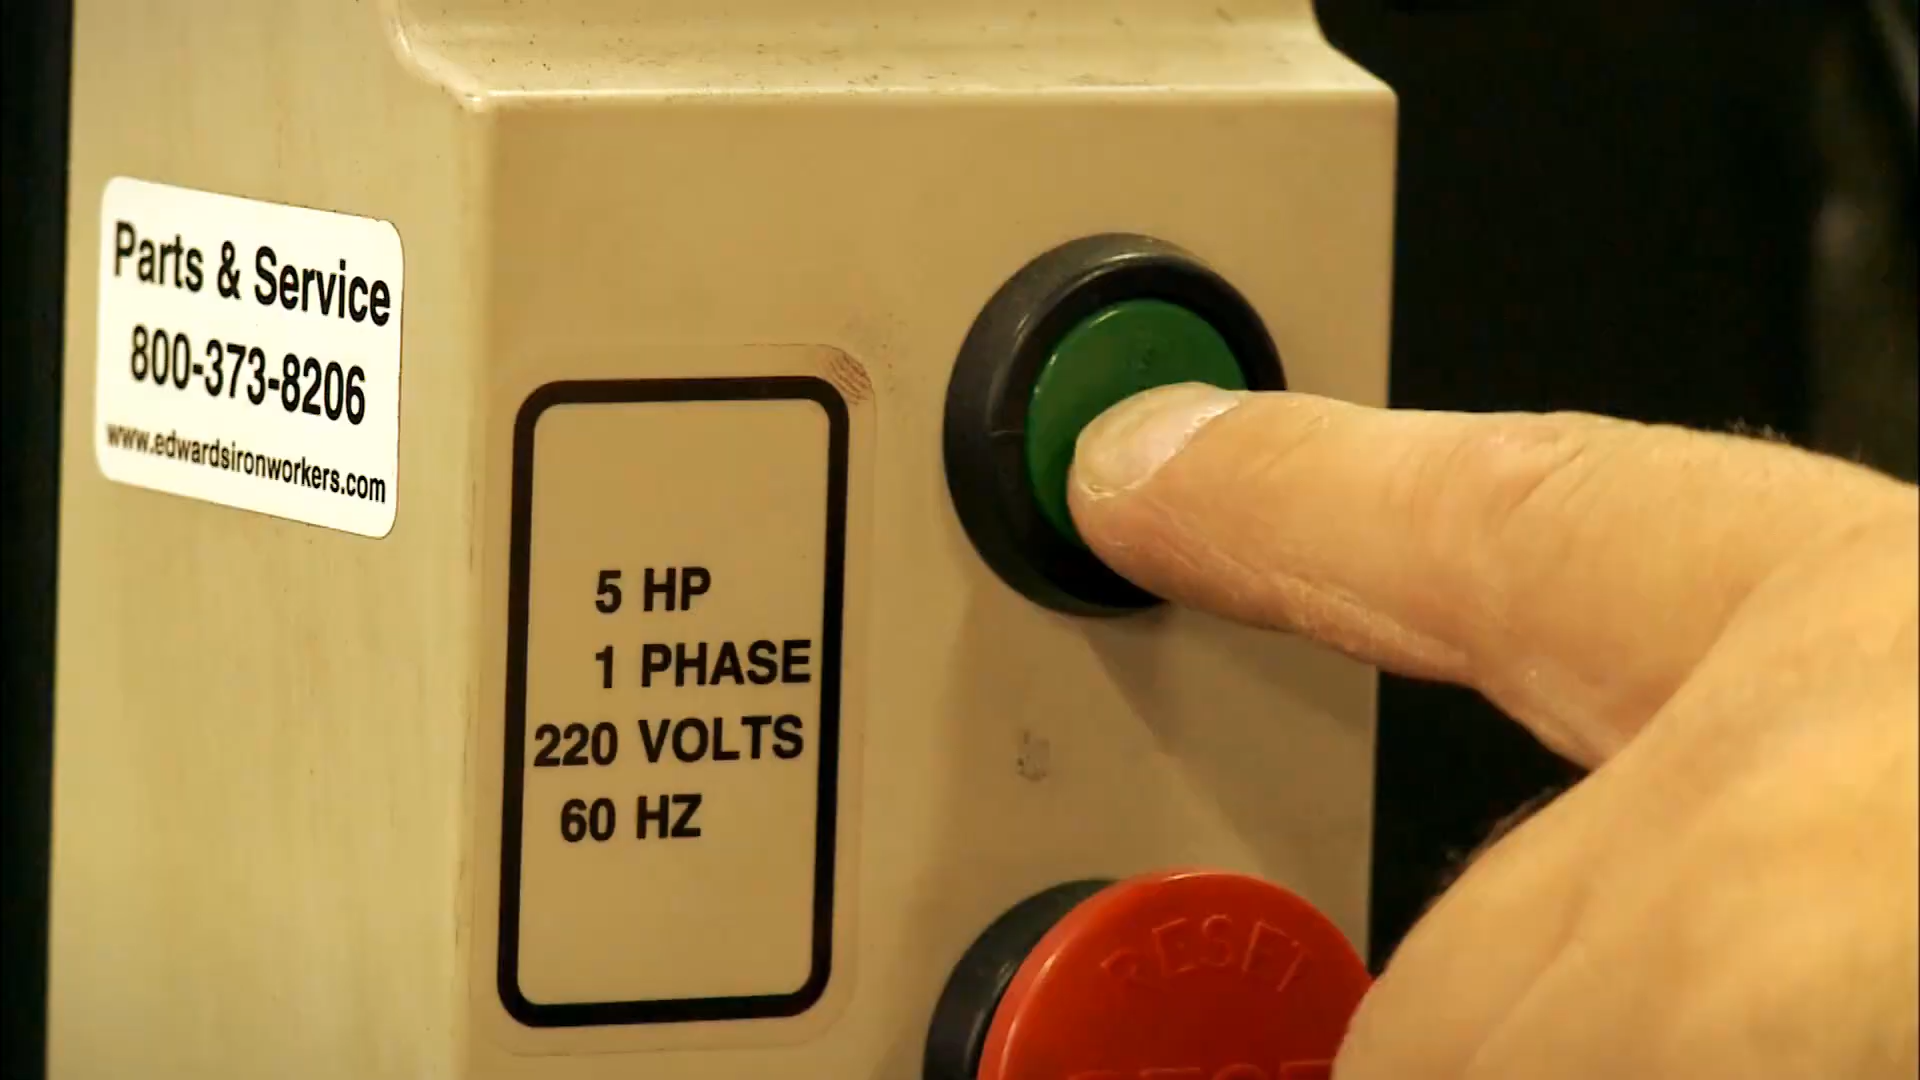 Parts & Service
800-373-8206
www.edwardsironworkers.com
5 HP
1 PHASE
220 VOLTS
60 HZ
RESET